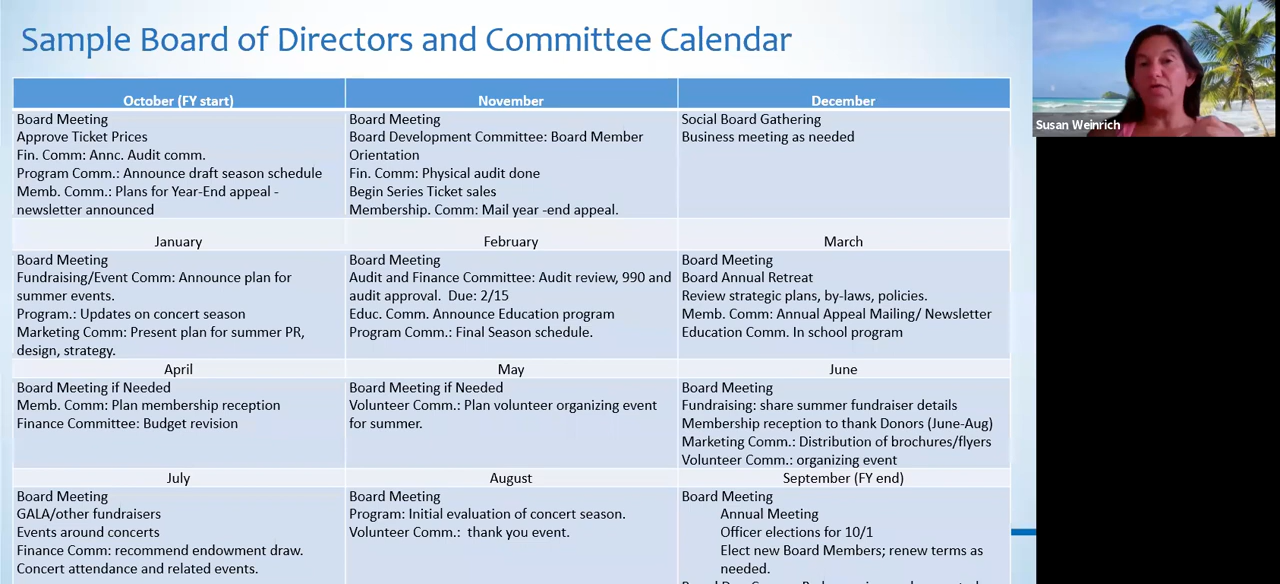 Sample Board of Directors and Committee Calendar
October (FY start)
November
December
Board Meeting
Approve Ticket Prices
Fin. Comm: Annc. Audit comm.
Program Comm.: Announce draft season schedule
Memb. Comm.: Plans for Year-End appeal -
newsletter announced
Board Meeting
Board Development Committee: Board Member
Orientation
Fin. Comm: Physical audit done
Begin Series Ticket sales
Membership. Comm: Mail year -end appeal.
Social Board Gathering
Business meeting as needed
January
February
March
Board Meeting
Fundraising/Event Comm: Announce plan for
summer events.
Program.: Updates on concert season
Marketing Comm: Present plan for summer PR,
design, strategy.
Board Meeting
Audit and Finance Committee: Audit review, 990 and
audit approval. Due: 2/15
Educ. Comm. Announce Education program
Program Comm.: Final Season schedule.
Board Meeting
Board Annual Retreat
Review strategic plans, by-laws, policies.
Memb. Comm: Annual Appeal Mailing/ Newsletter
Education Comm. In school program
April
May
June
Board Meeting if Needed
Memb. Comm: Plan membership reception
Finance Committee: Budget revision
Board Meeting if Needed
Volunteer Comm.: Plan volunteer organizing event
for summer.
Board Meeting
Fundraising: share summer fundraiser details
Membership reception to thank Donors (June-Aug)
Marketing Comm.: Distribution of brochures/flyers
Volunteer Comm.: organizing event
July
August
September (FY end)
Board Meeting
GALA/other fundraisers
Events around concerts
Finance Comm: recommend endowment draw.
Concert attendance and related events.
Board Meeting
Program: Initial evaluation of concert season.
Volunteer Comm.: thank you event.
Board Meeting
Annual Meeting
Officer elections for 10/1
Elect new Board Members; renew terms as
needed.
Susan Weinrich